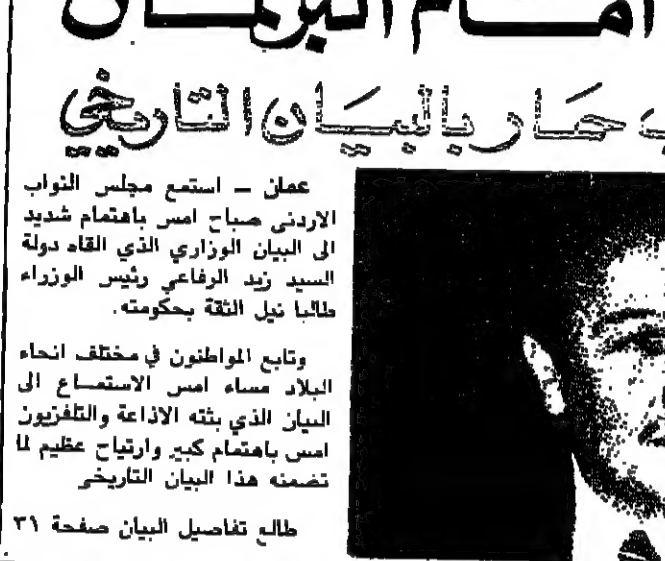 امام البرلمان
حار بالبيان التاريخي
عمان – استمع مجلس النواب
الاردنى صباح امس باهتمام شديد
الى البيان الوزاري الذي القاه دولة
السيد زيد الرفاعي رئيس الوزراء
طالبا نيل الثقة بحكومته.
وتابع المواطنون في مختلف انحاء
البلاد مساء امس الاستمساع الى
البيان الذي بثته الاذاعة والتلفزيون
امس باهتمام كبير وارتياح عظيم لما
تضمنه هذا البيان التاريخي
طالع تفاصيل البيان صفحة ٣١